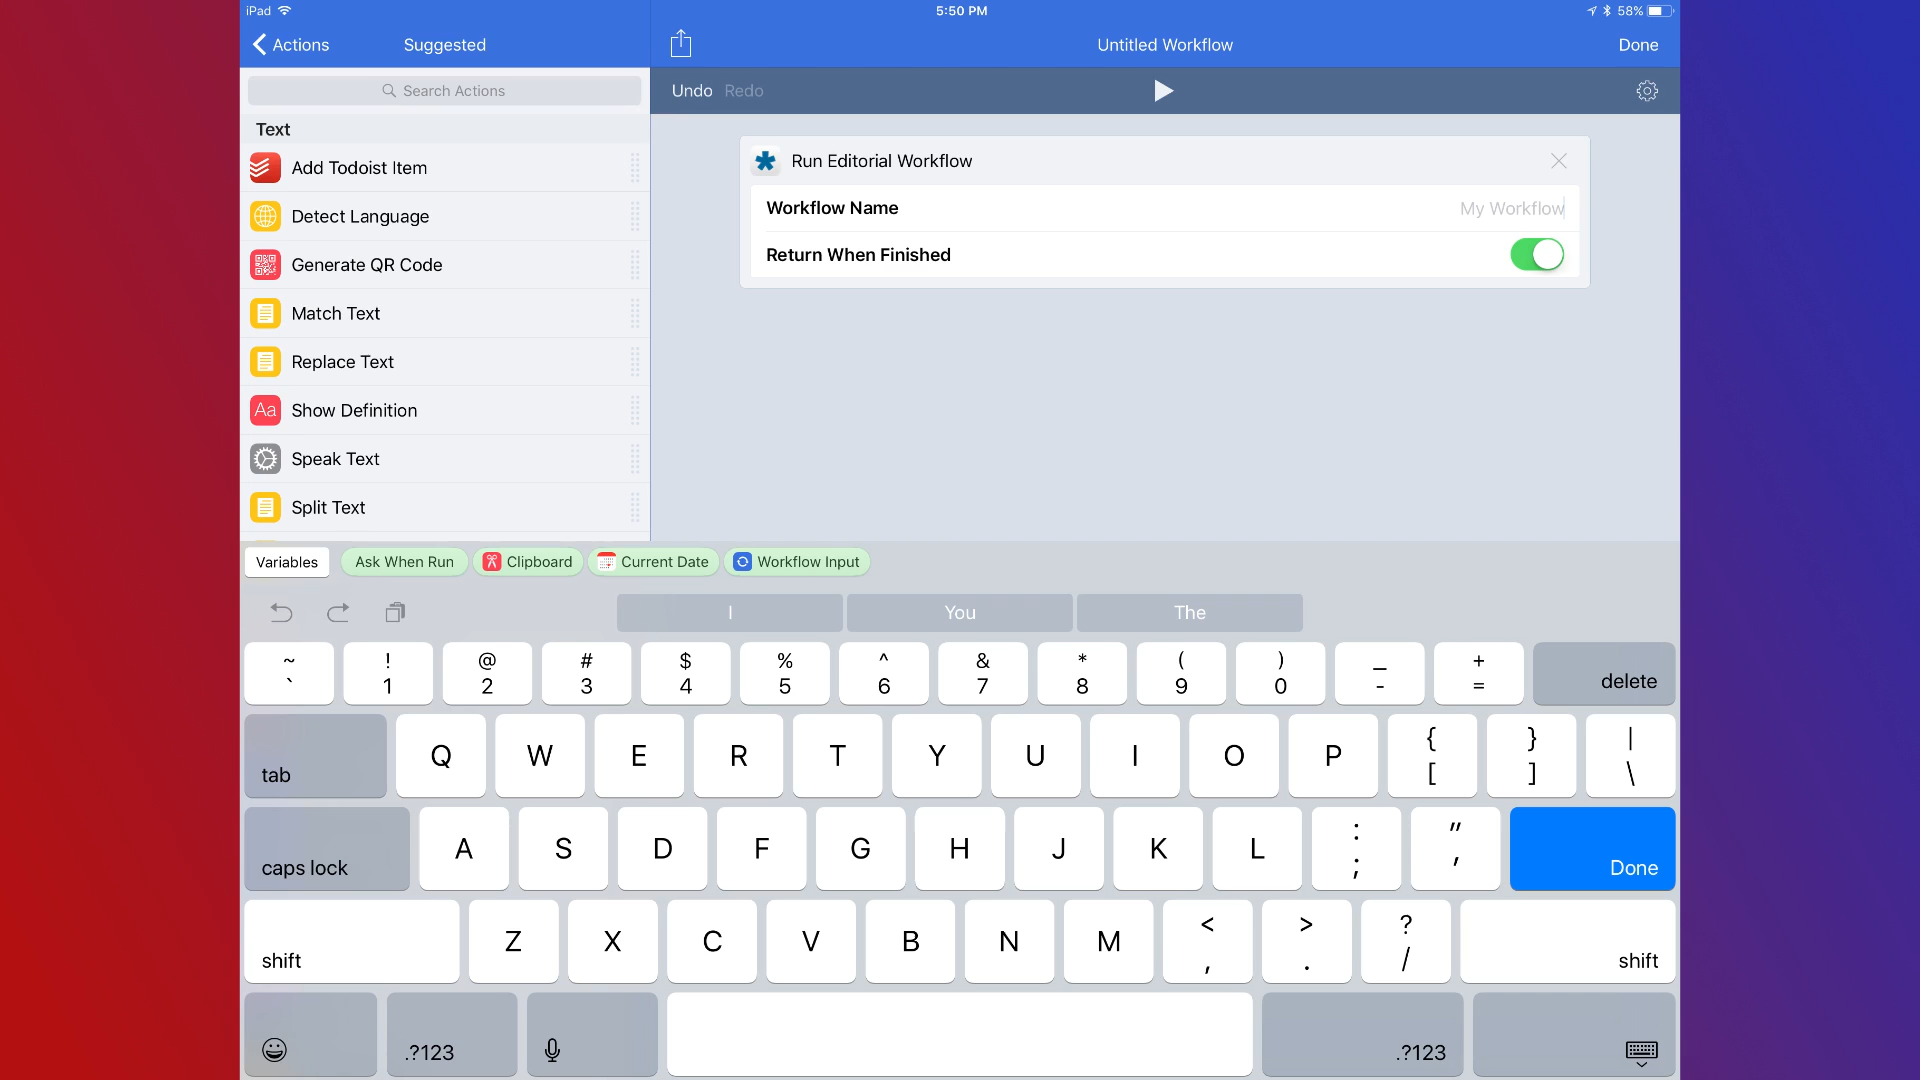 iPad
5:50 PM
58%
Actions
Suggested
Untitled Workflow
Done
Search Actions
Undo Redo
Text
Add Todoist Item
Detect Language
Generate QR Code
Match Text
Replace Text
Aa Show Definition
Speak Text
Split Text
Run Editorial Workflow
Workflow Name
My Workflow
Return When Finished
Variables
Ask When Run
Clipboard
Current Date
Workflow Input
I You The
~ ! @ # $ % ^ & * ( ) _ +
` 1 2 3 4 5 6 7 8 9 0 - = delete
tab Q W E R T Y U I O P { [ } ] | \
caps lock A S D F G H J K L : ; " ' Done
shift Z X C V B N M < , > . ? / shift
.?123 .?123